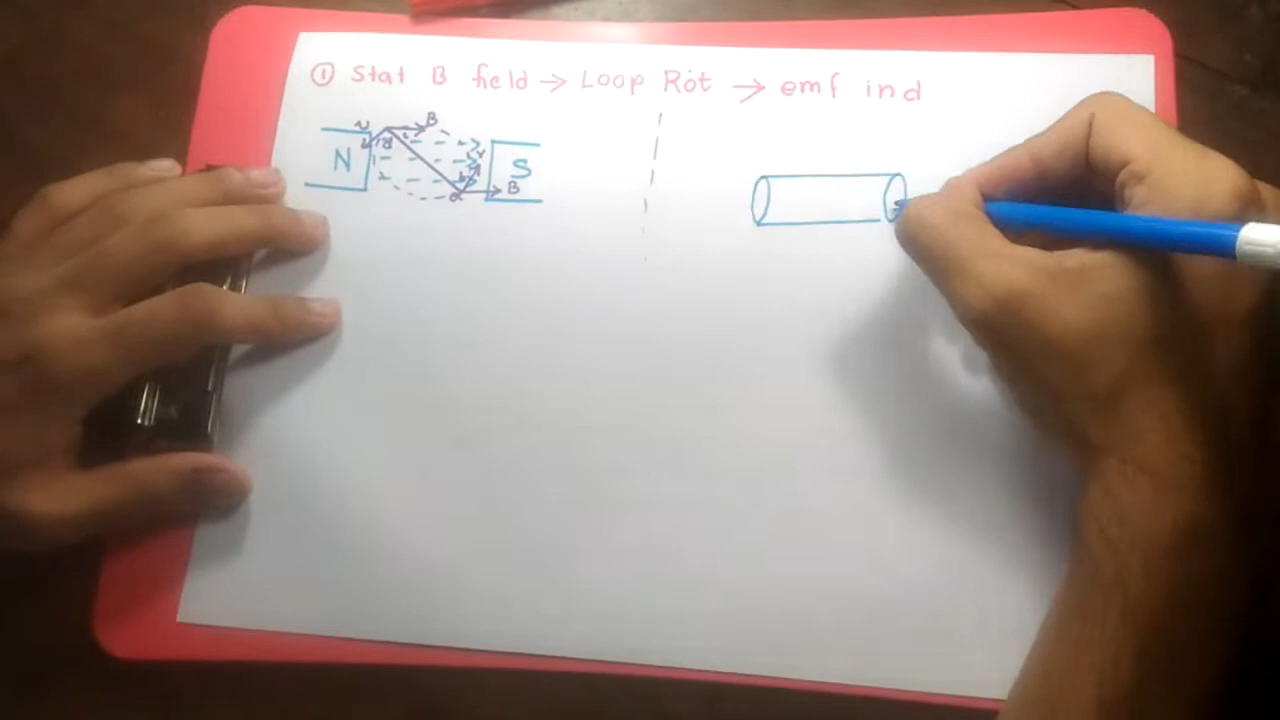 ① Stat B field → Loop Rot → emf ind
B
N
S
B